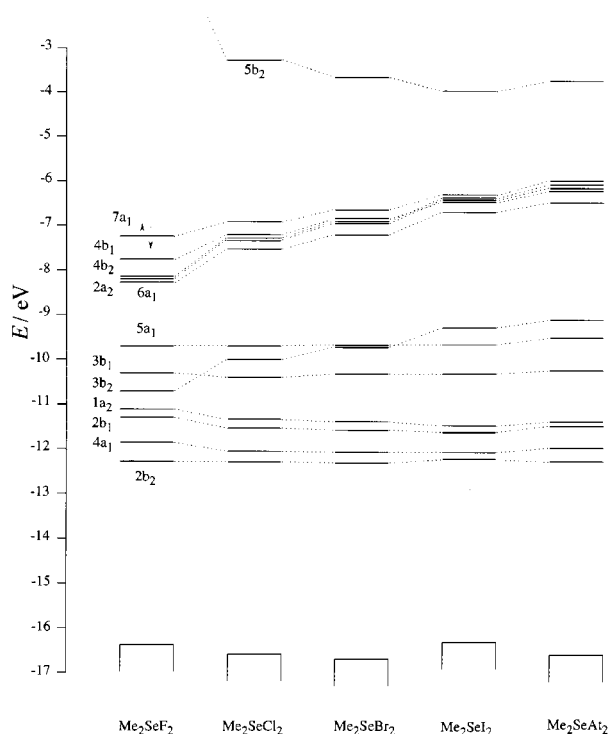 -3
5b₂
-4
-5
-6
7a₁
-7
4b₁
4b₂
-8
2a₂
6a₁
E / eV
-9
5a₁
-10
3b₁
3b₂
1a₂
-11
2b₁
4a₁
-12
2b₂
-13
-14
-15
-16
-17
Me₂SeF₂ Me₂SeCl₂ Me₂SeBr₂ Me₂SeI₂ Me₂SeAt₂